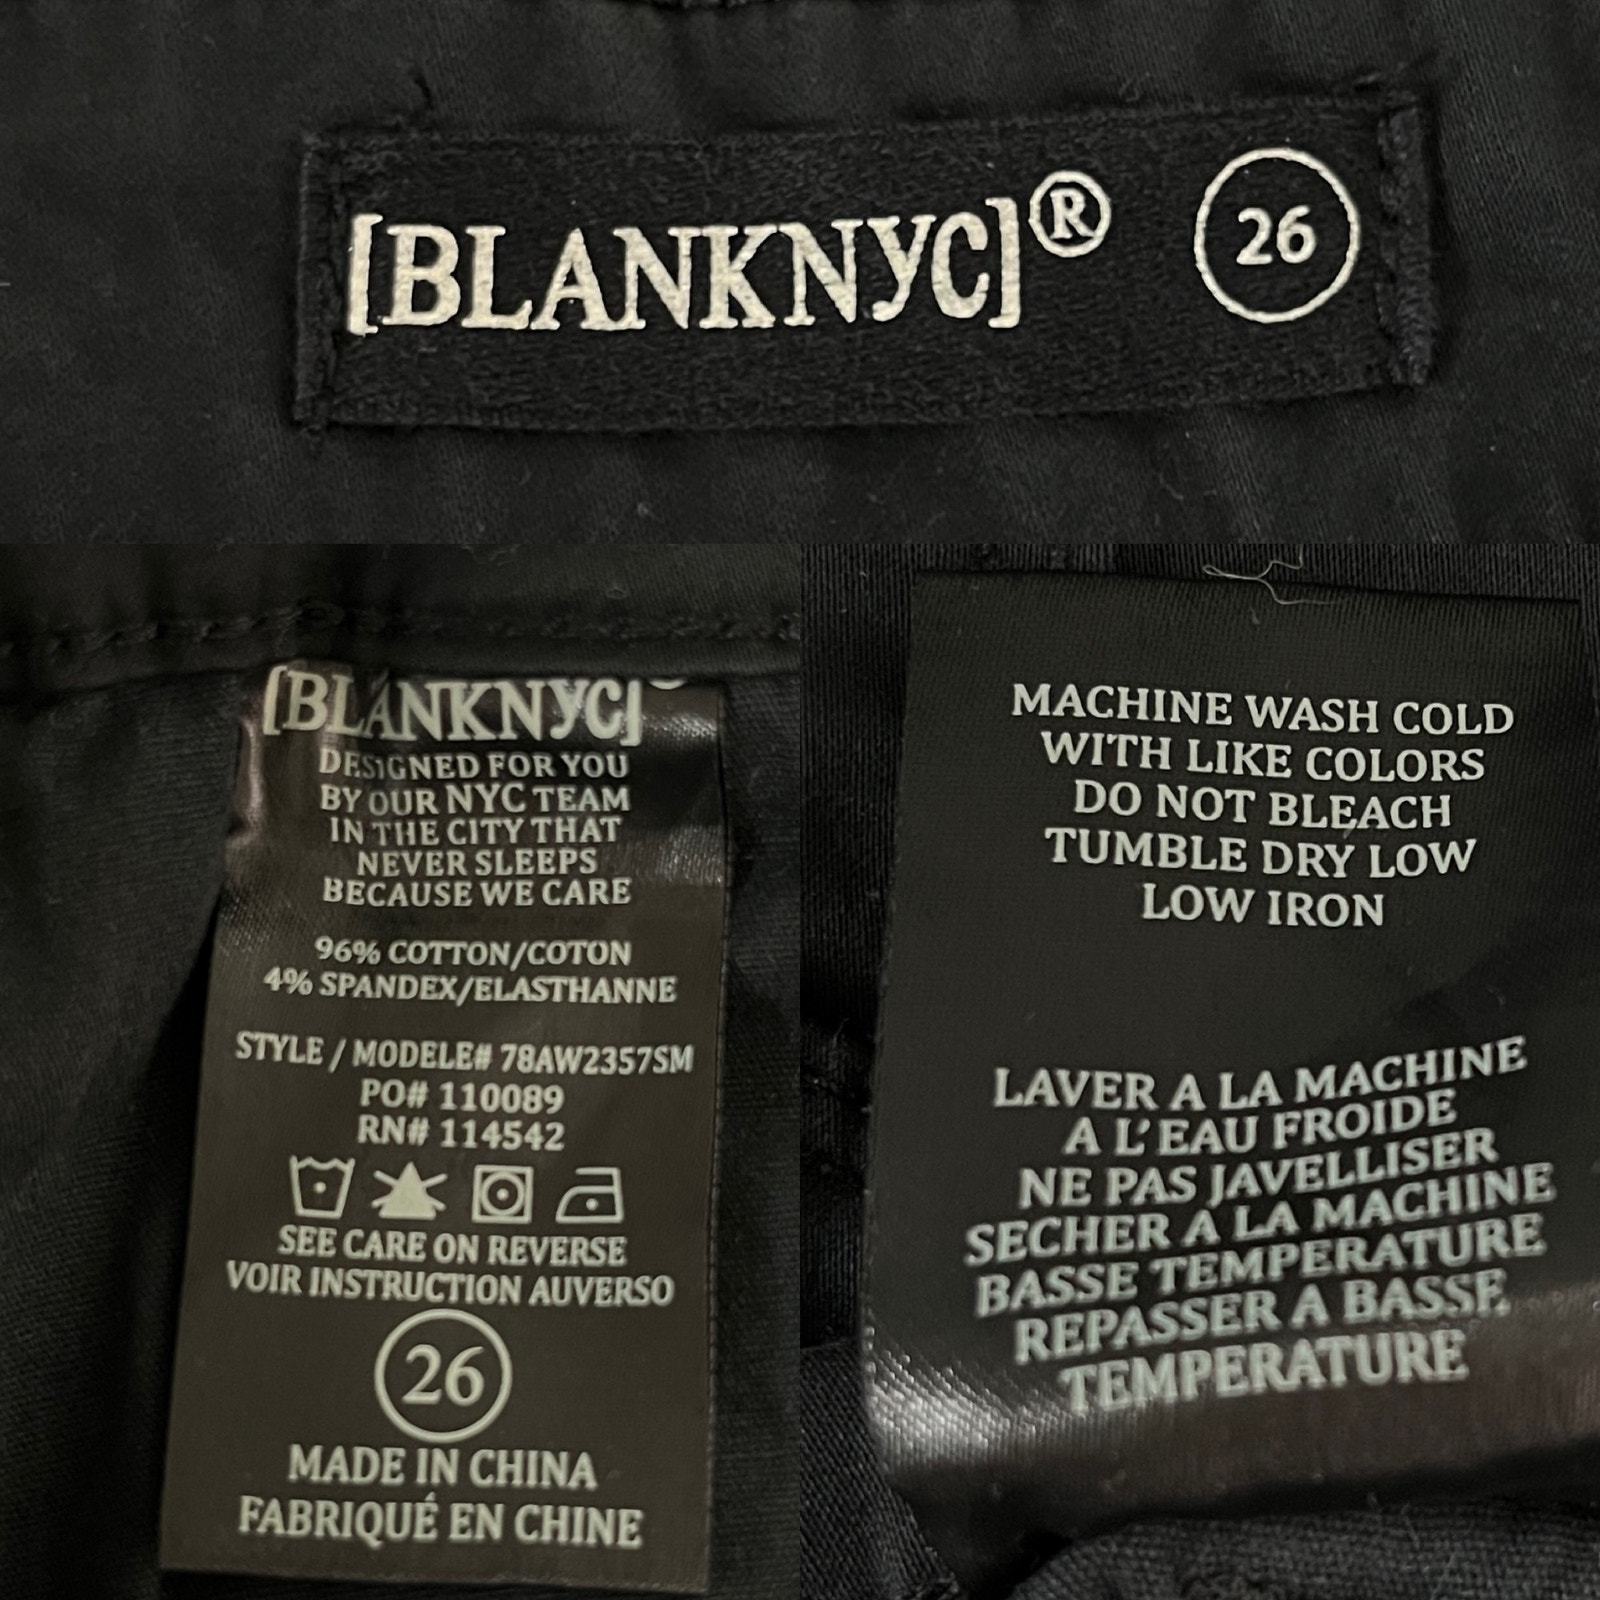 [BLANKNYC]® 26
[BLANKNYC]
DESIGNED FOR YOU
BY OUR NYC TEAM
IN THE CITY THAT
NEVER SLEEPS
BECAUSE WE CARE
96% COTTON/COTON
4% SPANDEX/ELASTHANNE
STYLE / MODELE# 78AW2357SM
PO# 110089
RN# 114542
SEE CARE ON REVERSE
VOIR INSTRUCTION AUVERSO
26
MADE IN CHINA
FABRIQUÉ EN CHINE
MACHINE WASH COLD
WITH LIKE COLORS
DO NOT BLEACH
TUMBLE DRY LOW
LOW IRON
LAVER A LA MACHINE
A L'EAU FROIDE
NE PAS JAVELLISER
SECHER A LA MACHINE
BASSE TEMPERATURE
REPASSER A BASSE
TEMPERATURE